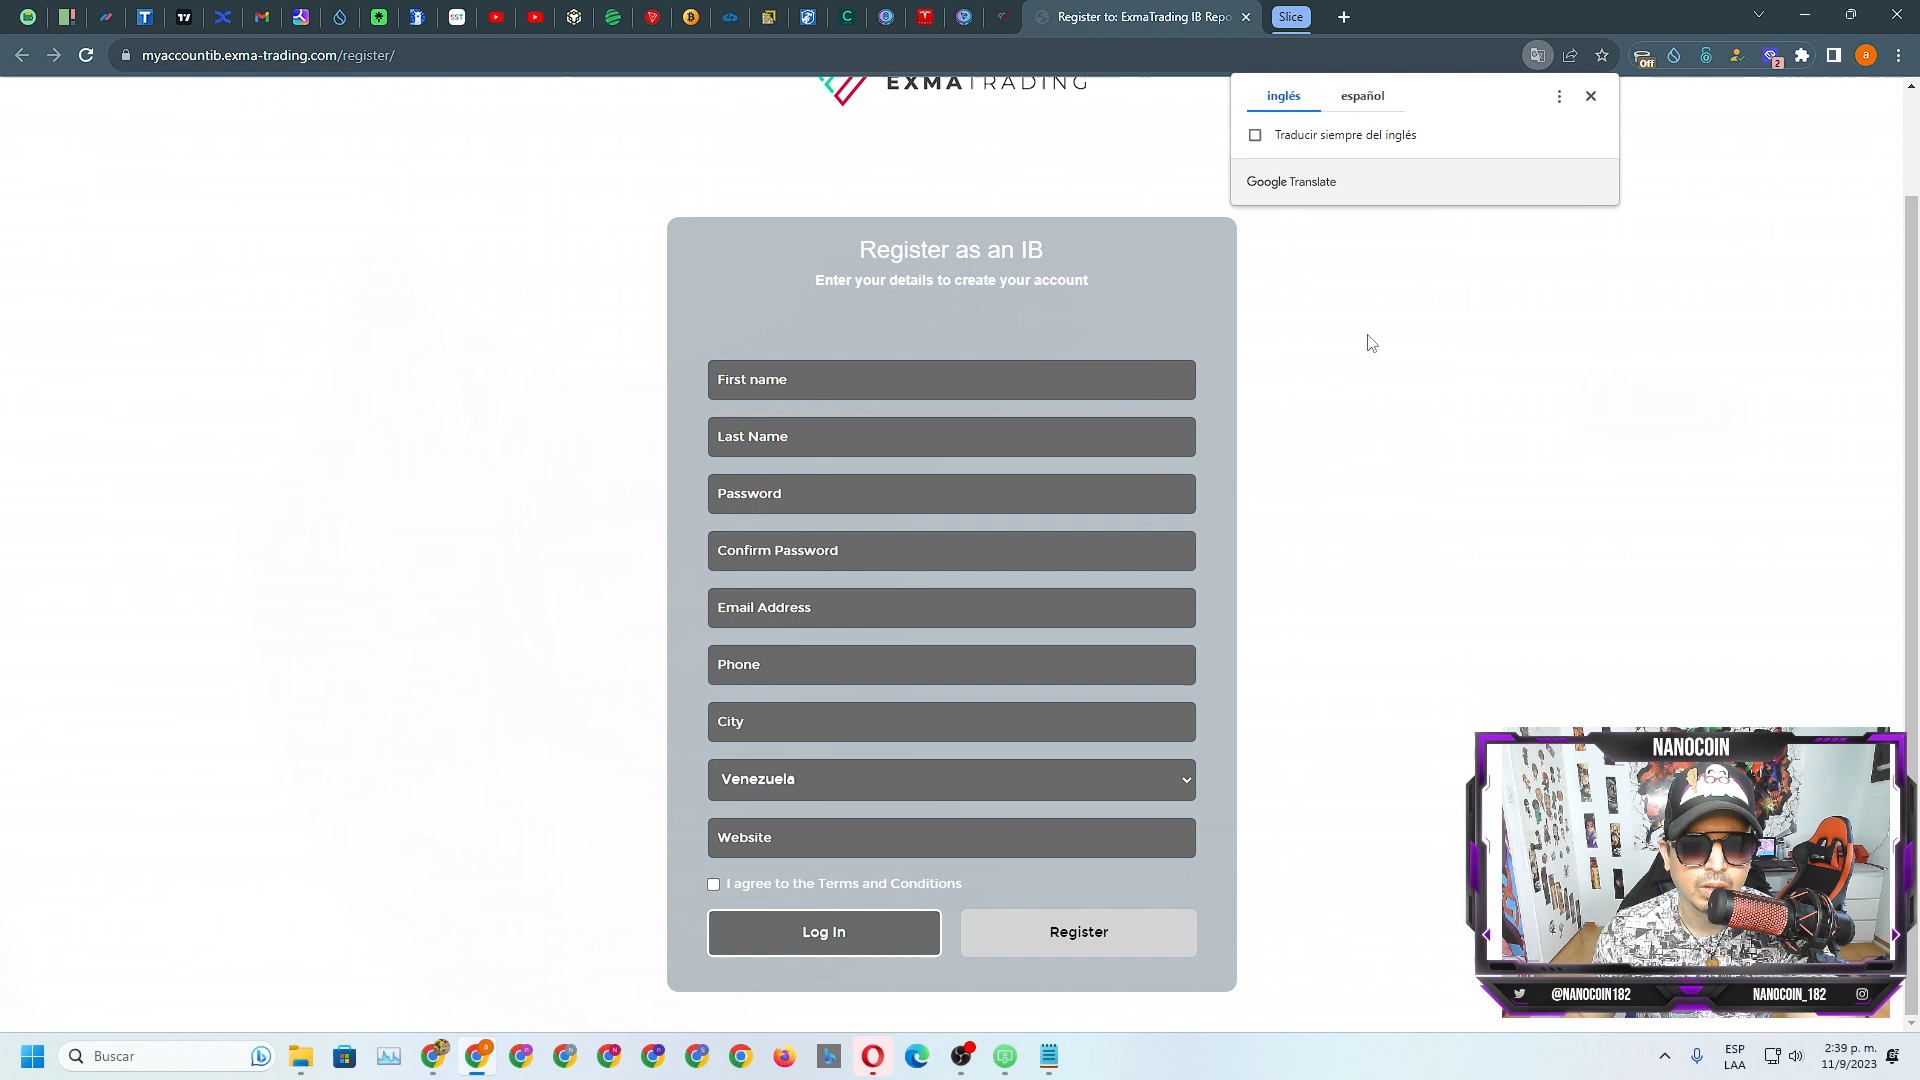 Register to: ExmaTrading IB Repo
Slice
myaccountib.exma-trading.com/register/
Off
2
a
EXMATRADING
inglés español
Traducir siempre del inglés
Google Translate
Register as an IB
Enter your details to create your account
First name
Last Name
Password
Confirm Password
Email Address
Phone
City
Venezuela
Website
I agree to the Terms and Conditions
Log In Register
NANOCOIN
@NANOCOIN182 NANOCOIN_182
Buscar
ESP
LAA
2:39 p. m.
11/9/2023